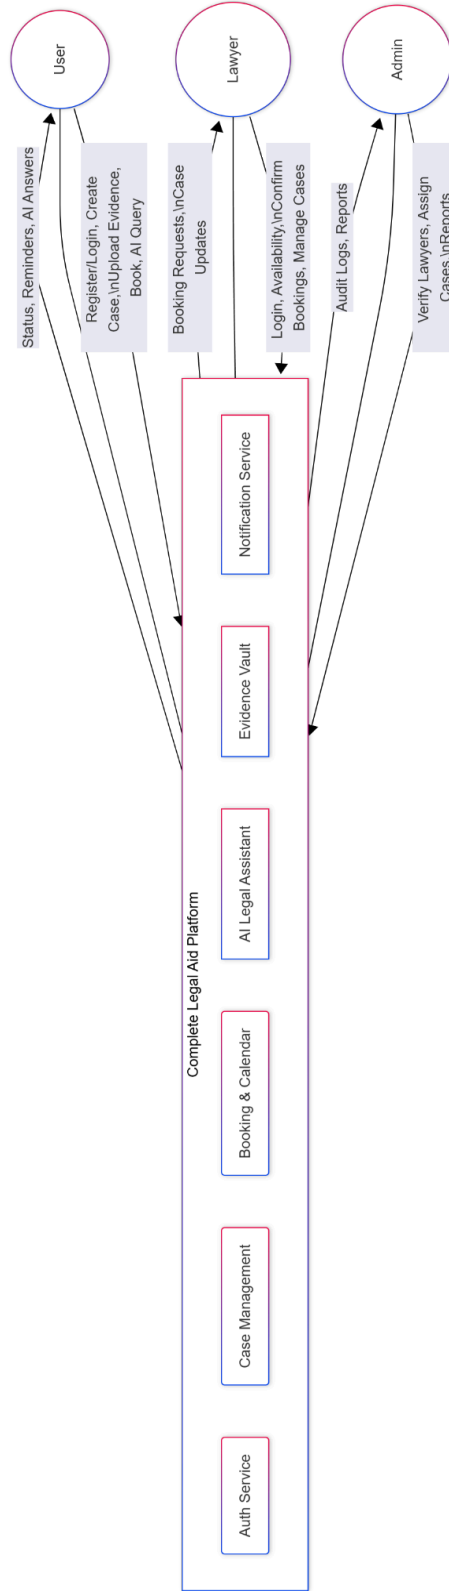 User
Lawyer
Admin
Status, Reminders, AI Answers
Register/Login, Create
Case,\nUpload Evidence,
Book, AI Query
Booking Requests,\nCase
Updates
Login, Availability,\nConfirm
Bookings, Manage Cases
Audit Logs, Reports
Verify Lawyers, Assign
Cases,\nReports
Complete Legal Aid Platform
Notification Service
Evidence Vault
AI Legal Assistant
Booking & Calendar
Case Management
Auth Service